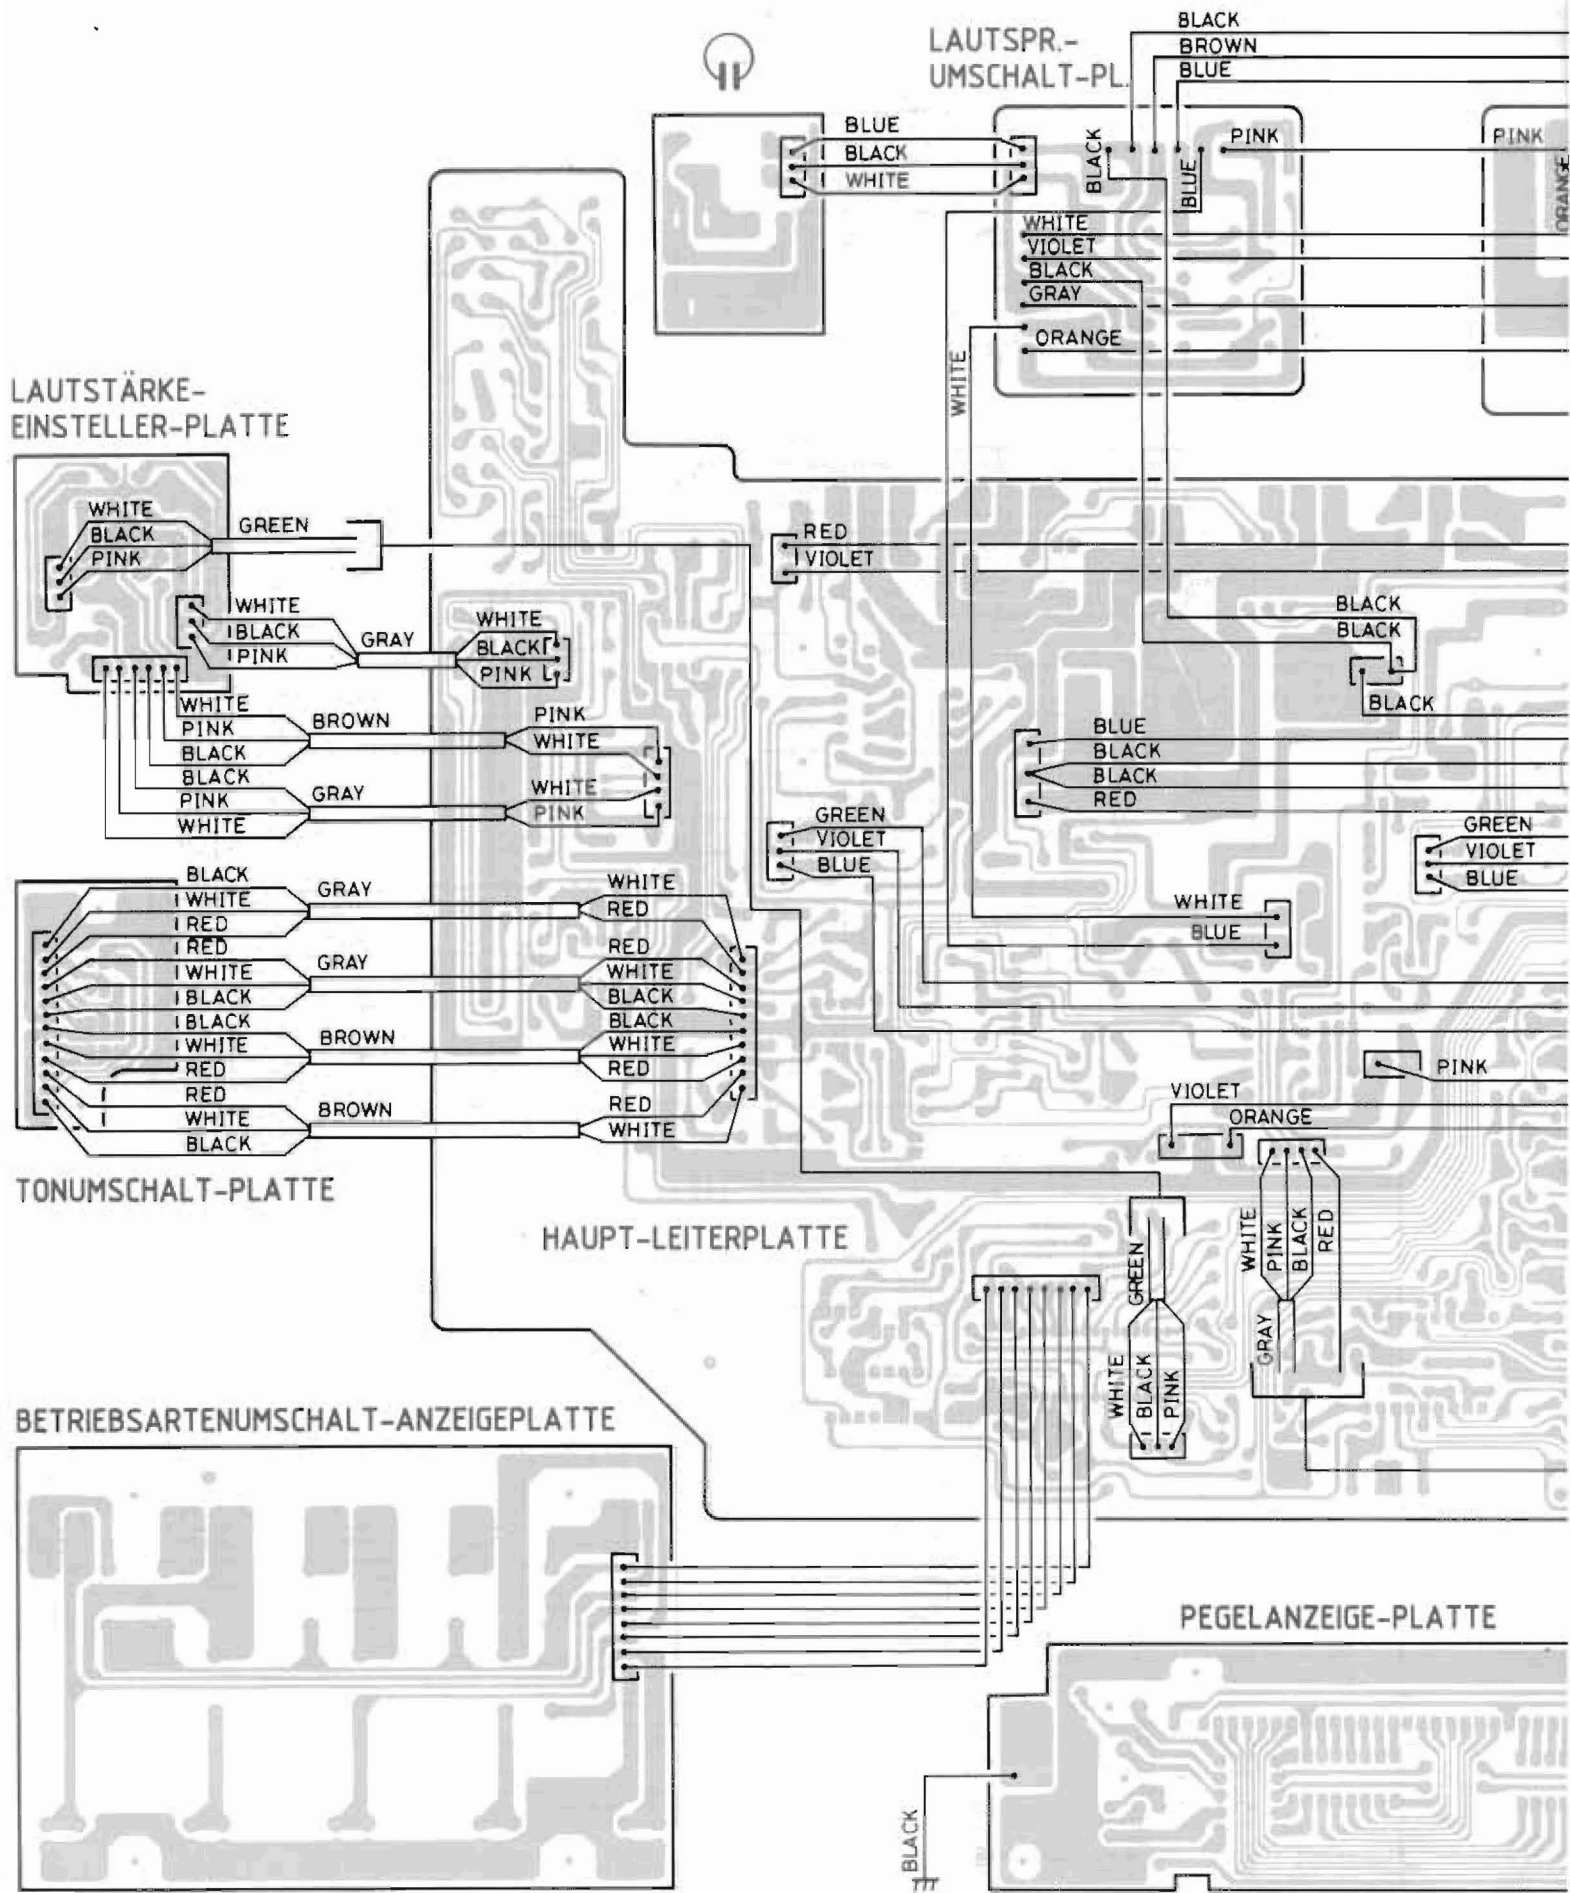 BLACK
BROWN
BLUE
LAUTSPR.-
UMSCHALT-PL.
BLUE
BLACK
WHITE
BLACK
BLUE
PINK
PINK
ORANGE
WHITE
VIOLET
BLACK
GRAY
ORANGE
WHITE
LAUTSTÄRKE-
EINSTELLER-PLATTE
WHITE
BLACK
PINK
GREEN
RED
VIOLET
WHITE
BLACK
PINK
GRAY
WHITE
BLACK
PINK
BLACK
BLACK
BLACK
WHITE
PINK
BLACK
BROWN
PINK
WHITE
BLACK
PINK
WHITE
GRAY
WHITE
PINK
BLUE
BLACK
BLACK
RED
GREEN
VIOLET
BLUE
GREEN
VIOLET
BLUE
BLACK
WHITE
RED
GRAY
WHITE
RED
WHITE
BLUE
RED
WHITE
BLACK
GRAY
RED
WHITE
BLACK
BLACK
WHITE
RED
BROWN
BLACK
WHITE
RED
RED
WHITE
BLACK
BROWN
RED
WHITE
PINK
VIOLET
ORANGE
TONUMSCHALT-PLATTE
HAUPT-LEITERPLATTE
GREEN
WHITE
PINK
BLACK
RED
GRAY
WHITE
BLACK
PINK
BETRIEBSARTENUMSCHALT-ANZEIGEPLATTE
PEGELANZEIGE-PLATTE
BLACK